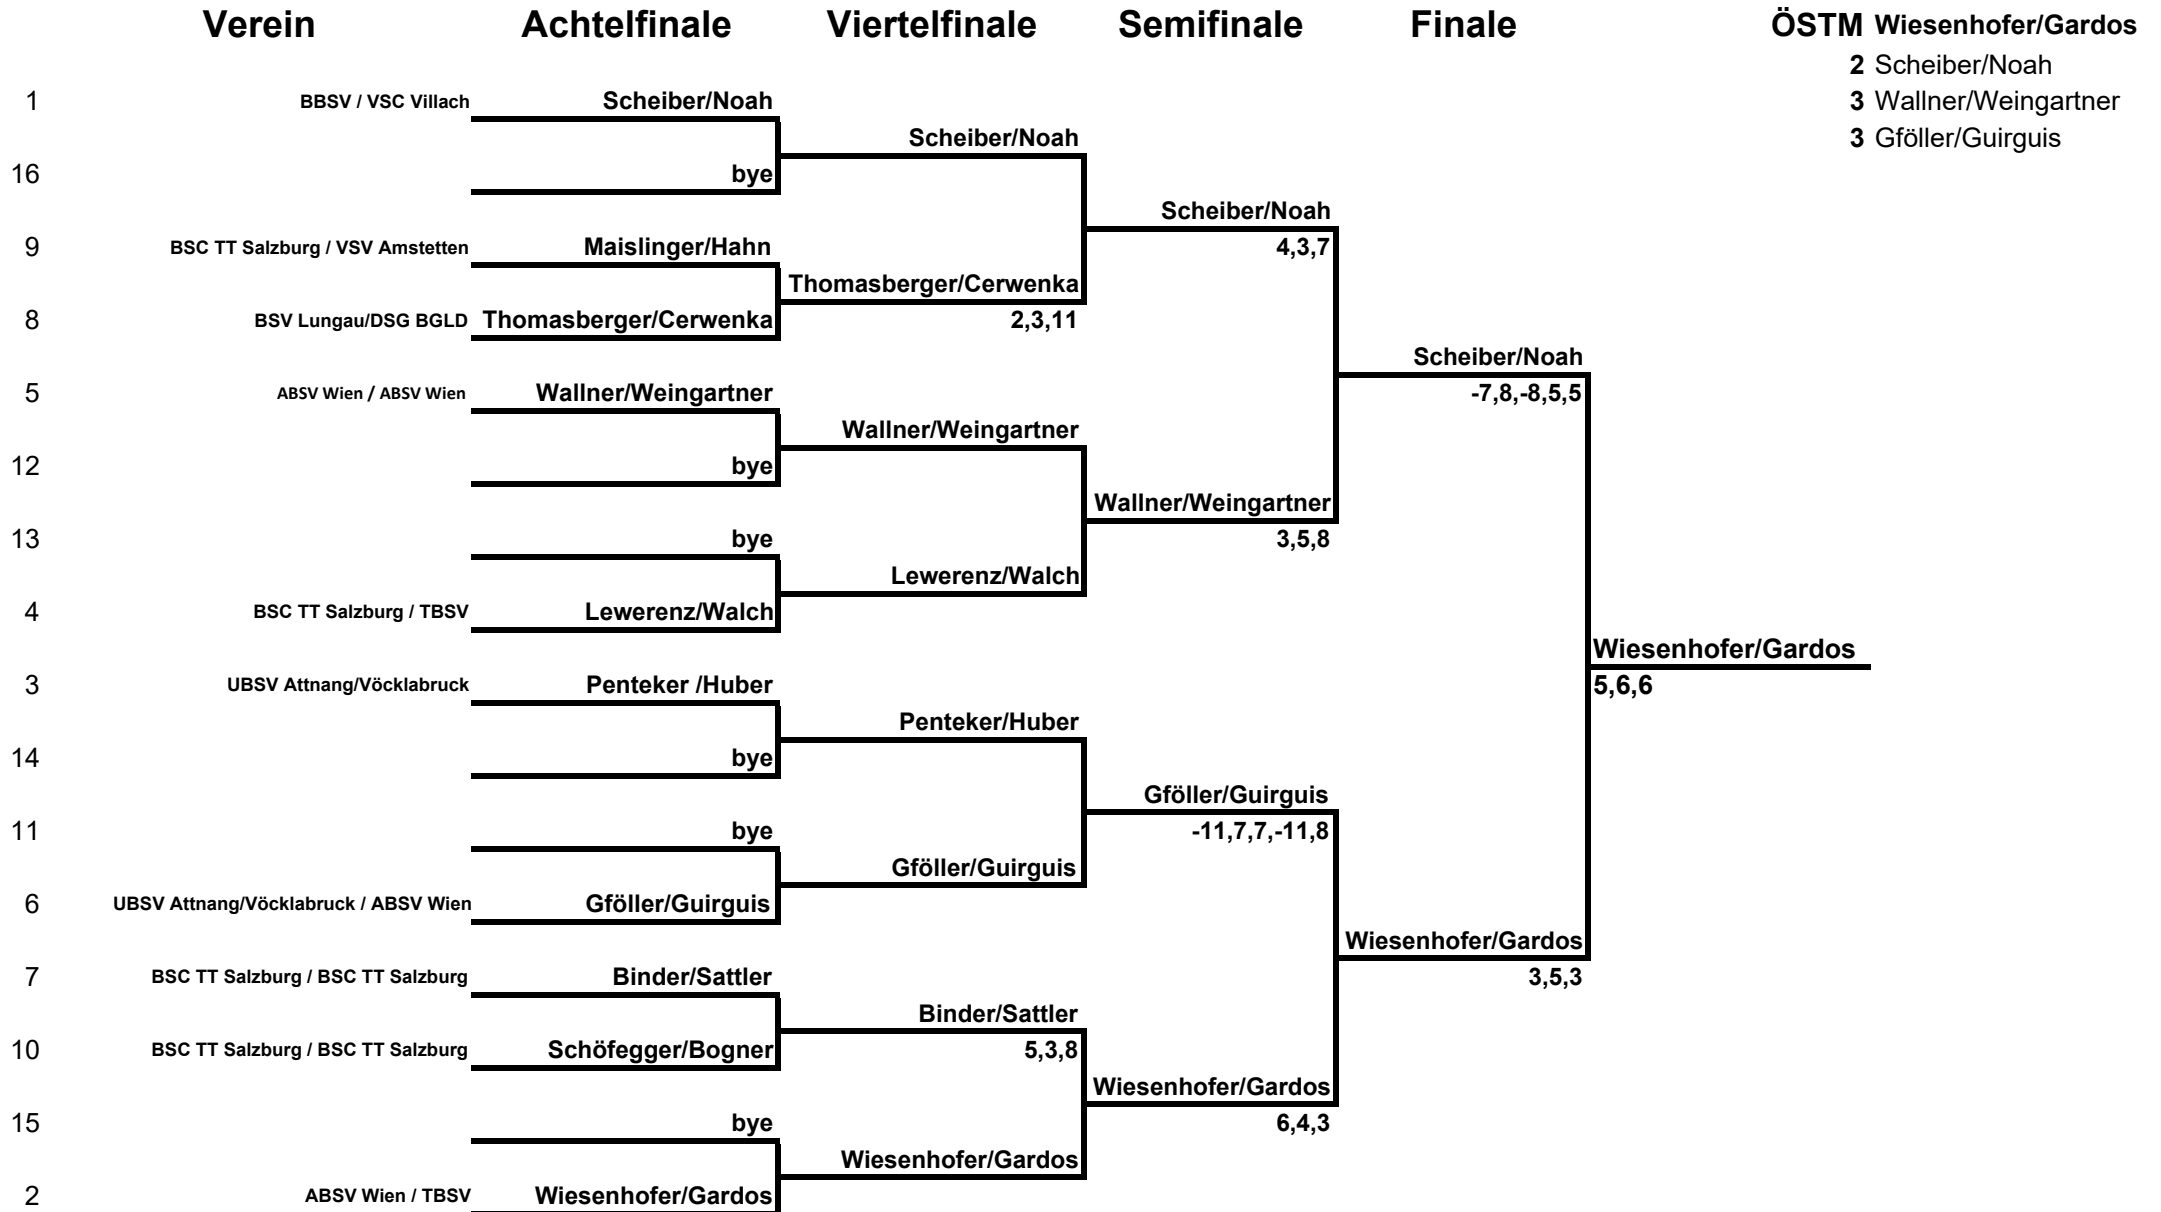 Verein Achtelfinale Viertelfinale Semifinale Finale ÖSTM Wiesenhofer/Gardos
2 Scheiber/Noah
1 BBSV / VSC Villach Scheiber/Noah 3 Wallner/Weingartner
Scheiber/Noah 3 Gföller/Guirguis
16 bye
Scheiber/Noah
9 BSC TT Salzburg / VSV Amstetten Maislinger/Hahn 4,3,7
Thomasberger/Cerwenka
8 BSV Lungau/DSG BGLD Thomasberger/Cerwenka 2,3,11
Scheiber/Noah
5 ABSV Wien / ABSV Wien Wallner/Weingartner -7,8,-8,5,5
Wallner/Weingartner
12 bye
Wallner/Weingartner
13 bye 3,5,8
Lewerenz/Walch
4 BSC TT Salzburg / TBSV Lewerenz/Walch
Wiesenhofer/Gardos
3 UBSV Attnang/Vöcklabruck Penteker /Huber 5,6,6
Penteker/Huber
14 bye
Gföller/Guirguis
11 bye -11,7,7,-11,8
Gföller/Guirguis
6 UBSV Attnang/Vöcklabruck / ABSV Wien Gföller/Guirguis
Wiesenhofer/Gardos
7 BSC TT Salzburg / BSC TT Salzburg Binder/Sattler 3,5,3
Binder/Sattler
10 BSC TT Salzburg / BSC TT Salzburg Schöfegger/Bogner 5,3,8
Wiesenhofer/Gardos
15 bye 6,4,3
Wiesenhofer/Gardos
2 ABSV Wien / TBSV Wiesenhofer/Gardos